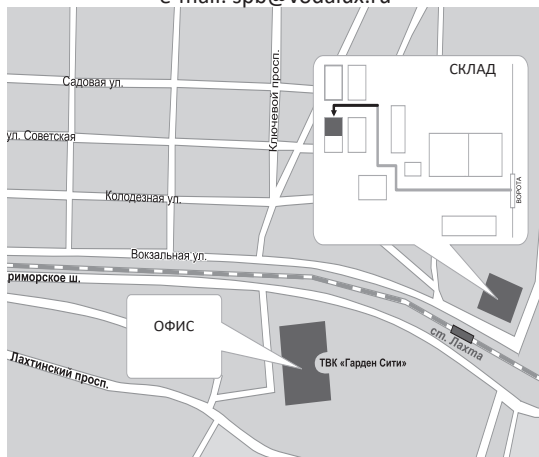 e-mail: spb@vodalux.ru
СКЛАД
Садовая ул.
Ключевой просп.
ул. Советская
Колодезная ул.
ВОРОТА
Вокзальная ул.
риморское ш.
ОФИС
ст. Лахта
ТВК «Гарден Сити»
Лахтинский просп.